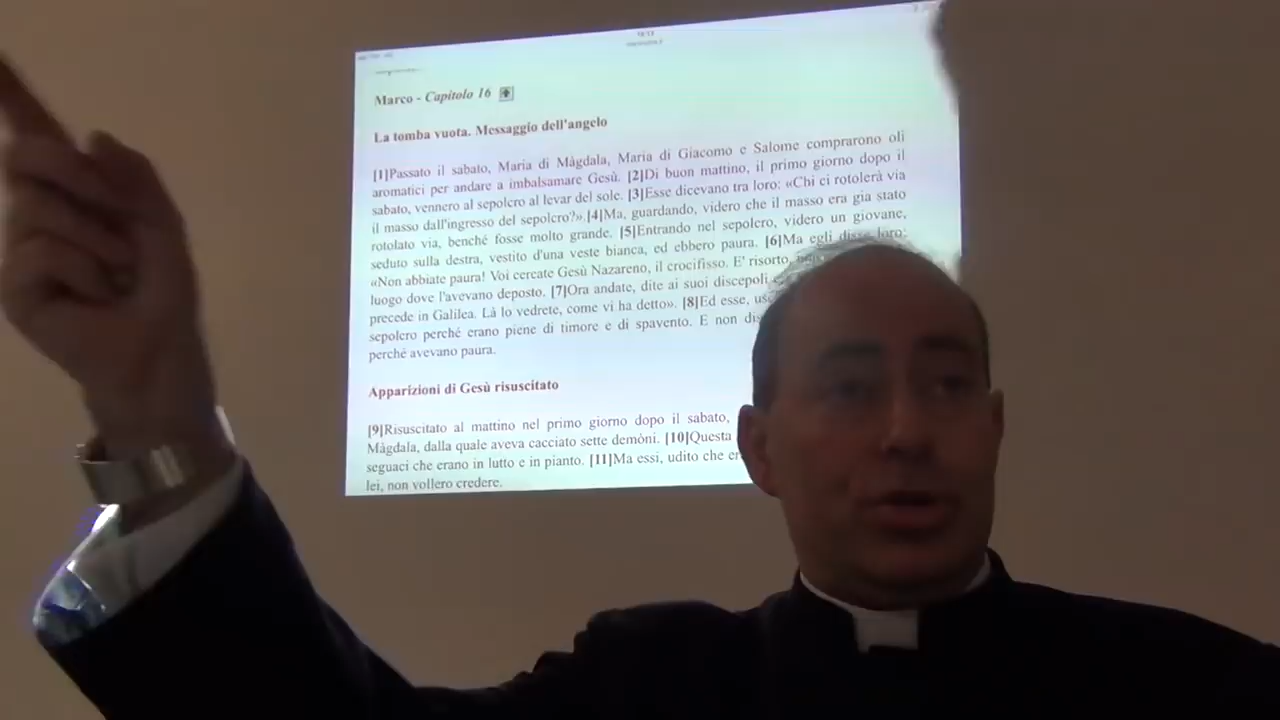 Marco - Capitolo 16
La tomba vuota. Messaggio dell'angelo
[1]Passato il sabato, Maria di Màgdala, Maria di Giacomo e Salome comprarono oli
aromatici per andare a imbalsamare Gesù. [2]Di buon mattino, il primo giorno dopo il
sabato, vennero al sepolcro al levar del sole. [3]Esse dicevano tra loro: «Chi ci rotolerà via
il masso dall'ingresso del sepolcro?».[4]Ma, guardando, videro che il masso era gia stato
rotolato via, benché fosse molto grande. [5]Entrando nel sepolcro, videro un giovane,
seduto sulla destra, vestito d'una veste bianca, ed ebbero paura. [6]Ma egli disse loro:
«Non abbiate paura! Voi cercate Gesù Nazareno, il crocifisso. E' risorto,
luogo dove l'avevano deposto. [7]Ora andate, dite ai suoi discepoli
precede in Galilea. Là lo vedrete, come vi ha detto». [8]Ed esse,
sepolcro perché erano piene di timore e di spavento. E non
perché avevano paura.
Apparizioni di Gesù risuscitato
[9]Risuscitato al mattino nel primo giorno dopo il sabato,
Màgdala, dalla quale aveva cacciato sette demòni. [10]Questa
seguaci che erano in lutto e in pianto. [11]Ma essi, udito che
lei, non vollero credere.